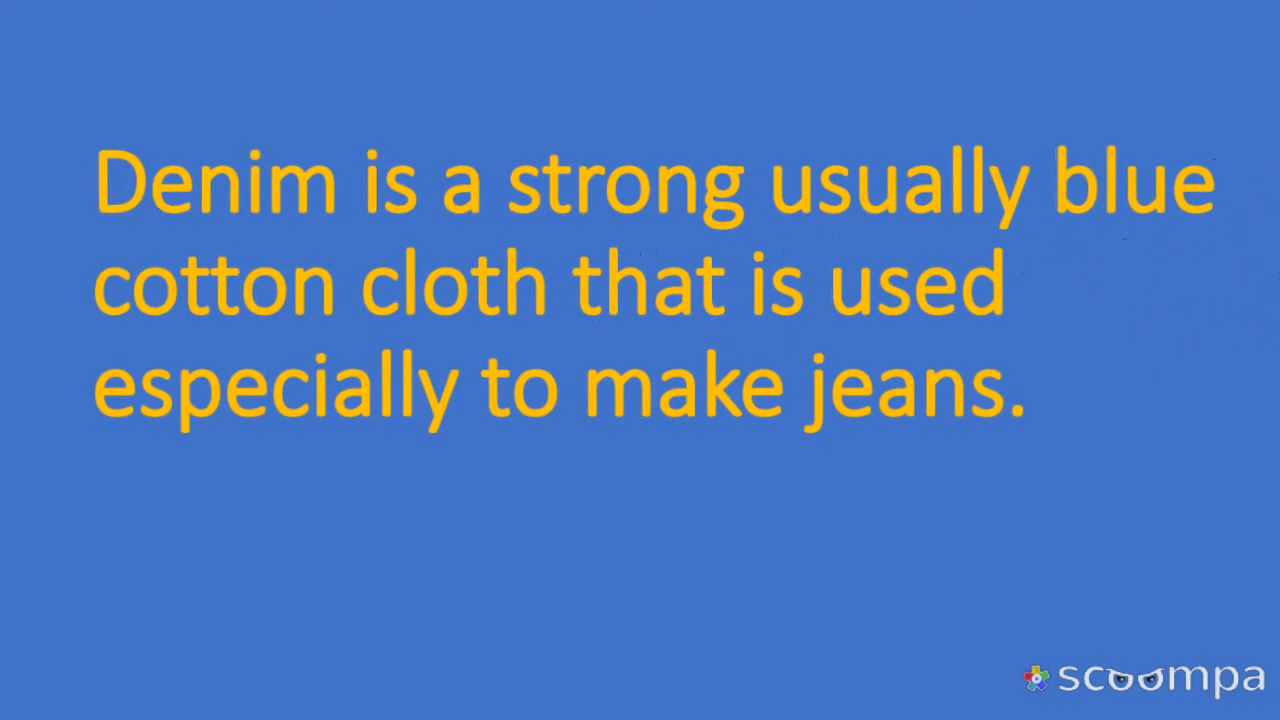 Denim is a strong usually blue
cotton cloth that is used
especially to make jeans.
scoompa